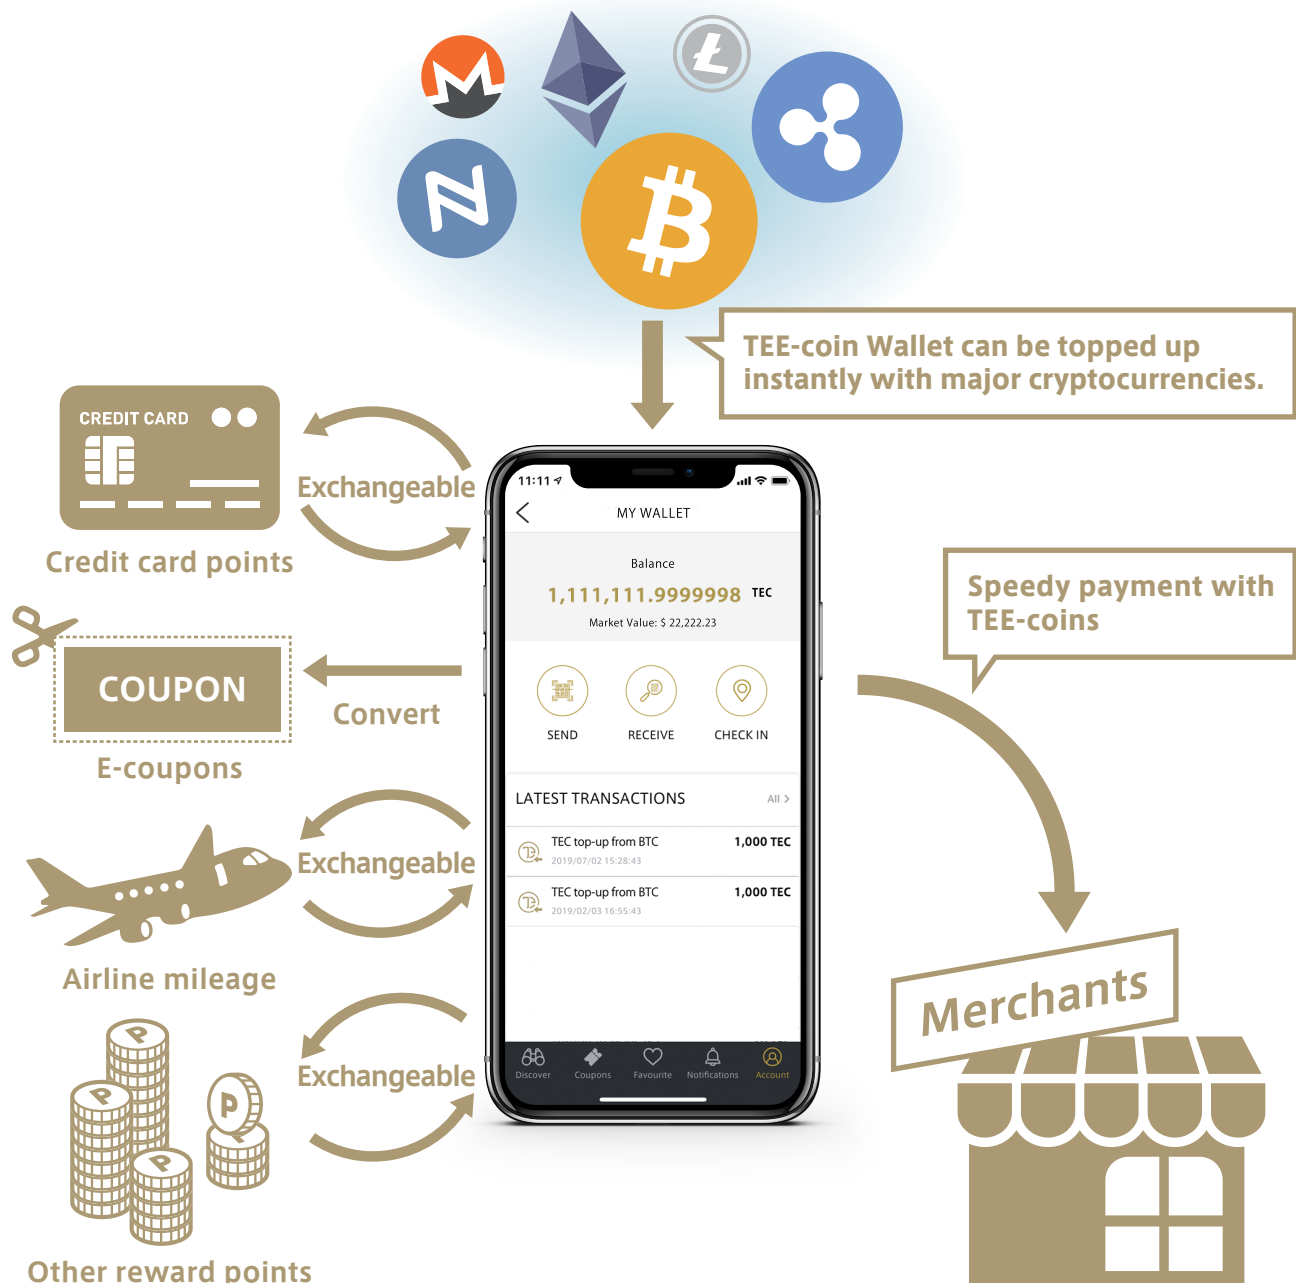 TEE-coin Wallet can be topped up
instantly with major cryptocurrencies.
CREDIT CARD
Exchangeable
Credit card points
COUPON
Convert
E-coupons
Exchangeable
Airline mileage
Exchangeable
Other reward points
11:11
MY WALLET
Balance
1,111,111.9999998 TEC
Market Value: $ 22,222.23
SEND RECEIVE CHECK IN
LATEST TRANSACTIONS All >
TEC top-up from BTC 1,000 TEC
2019/07/02 15:28:43
TEC top-up from BTC 1,000 TEC
2019/02/03 16:55:43
Discover Coupons Favourite Notifications Account
Speedy payment with
TEE-coins
Merchants